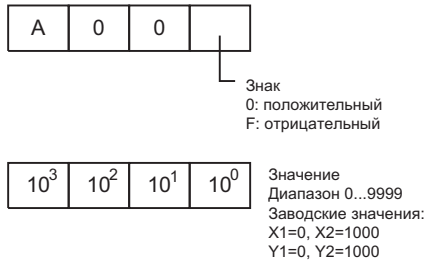 A 0 0
Знак
0: положительный
F: отрицательный
10³ 10² 10¹ 10⁰
Значение
Диапазон 0...9999
Заводские значения:
X1=0, X2=1000
Y1=0, Y2=1000